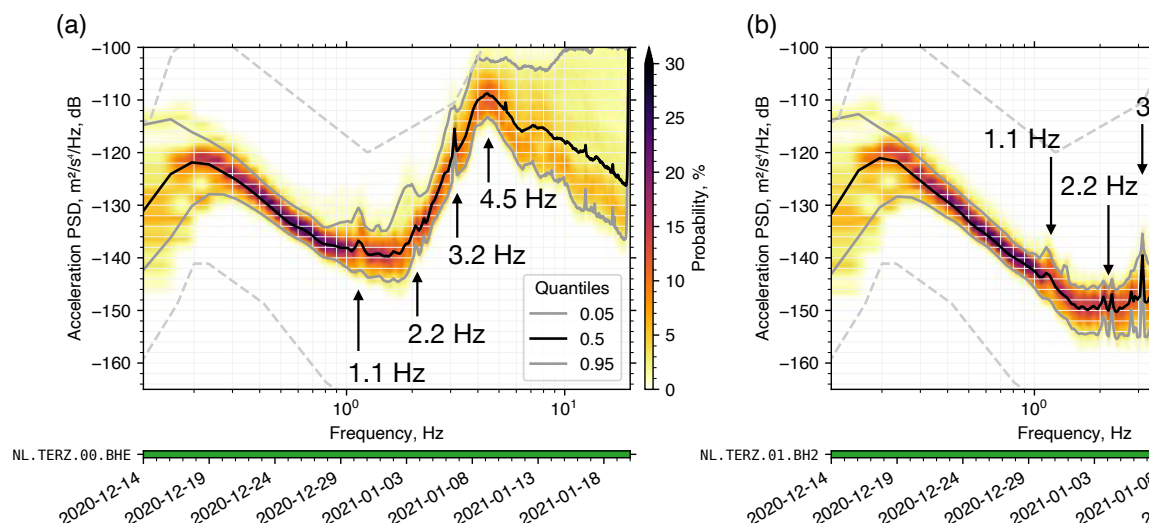 (a)
Acceleration PSD, m²/s⁴/Hz, dB
−100
−110
−120
−130
−140
−150
−160
1.1 Hz
2.2 Hz
3.2 Hz
4.5 Hz
Quantiles
0.05
0.5
0.95
10⁰
10¹
Frequency, Hz
30
25
20
15
10
5
0
Probability, %
NL.TERZ.00.BHE
2020-12-14
2020-12-19
2020-12-24
2020-12-29
2021-01-03
2021-01-08
2021-01-13
2021-01-18
(b)
Acceleration PSD, m²/s⁴/Hz, dB
−100
−110
−120
−130
−140
−150
−160
1.1 Hz
2.2 Hz
3
10⁰
Frequency, Hz
NL.TERZ.01.BH2
2020-12-14
2020-12-19
2020-12-24
2020-12-29
2021-01-03
2021-01-08